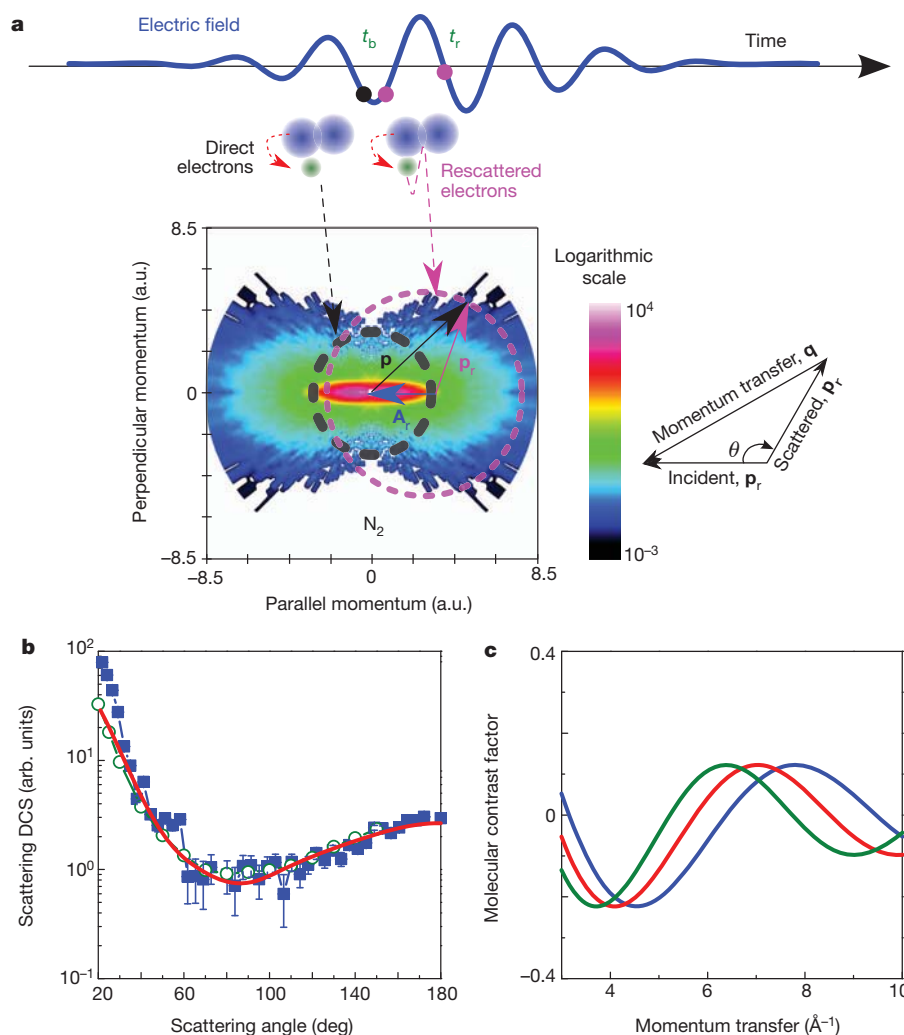 a
Electric field
t_b
t_r
Time
Direct
electrons
Rescattered
electrons
8.5
0
−8.5
Perpendicular momentum (a.u.)
p
p_r
A_r
N_2
−8.5
0
8.5
Parallel momentum (a.u.)
Logarithmic
scale
10^4
10^−3
Momentum transfer, q
θ
Scattered, p_r
Incident, p_r
b
10^2
10^1
10^0
10^−1
Scattering DCS (arb. units)
20
60
100
140
180
Scattering angle (deg)
c
0.4
0
−0.4
Molecular contrast factor
4
6
8
10
Momentum transfer (Å^−1)